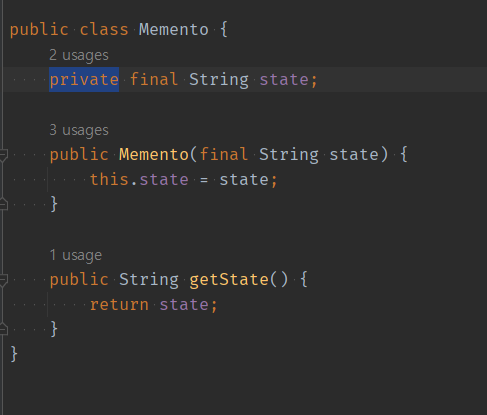 public class Memento {
2 usages
private final String state;
3 usages
public Memento(final String state) {
this.state = state;
}
1 usage
public String getState() {
return state;
}
}